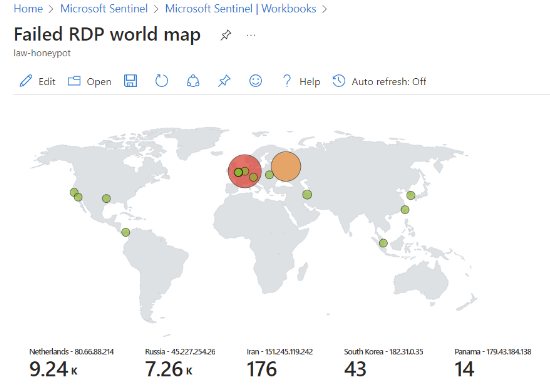 Home > Microsoft Sentinel > Microsoft Sentinel | Workbooks >
Failed RDP world map ...
law-honeypot
Edit Open ? Help Auto refresh: Off
Netherlands - 80.66.88.214 Russia - 45.227.254.26 Iran - 151.245.119.242 South Korea - 182.31.0.35 Panama - 179.43.184.138
9.24 K 7.26 K 176 43 14